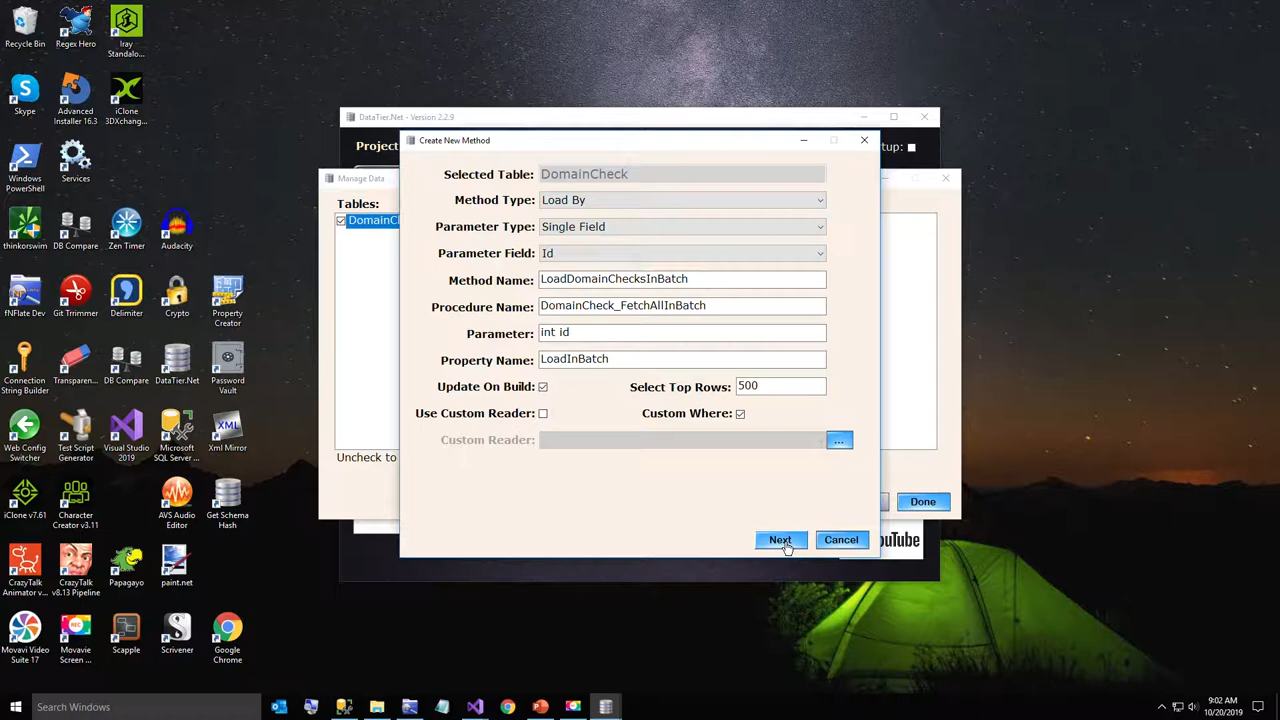 Recycle Bin
Regex Hero
Iray
Standalo...
Skype
Advanced
Installer 16.3
iClone
3DXchang...
Windows
PowerShell
Services
thinkorswim
DB Compare
Zen Timer
Audacity
fNFlate Dev
Git Trimmer
Delimiter
Crypto
Property
Creator
Connection
String Builder
Transparen...
DB Compare
DataTier.Net
Password
Vault
Web Config
Switcher
Test Script
Generator
Visual Studio
2019
Microsoft
SQL Server ...
Xml Mirror
XML
iClone v7.61
Character
Creator v3.11
AVS Audio
Editor
Get Schema
Hash
CrazyTalk
Animator v...
CrazyTalk
v8.13 Pipeline
Papagayo
paint.net
Movavi Video
Suite 17
REC
Movavie
Screen ...
Scapple
Scrivener
Google
Chrome
DataTier.Net - Version 2.2.9
Project
tup:
Manage Data
Tables:
DomainCh
Uncheck to
Done
YouTube
Create New Method
Selected Table: DomainCheck
Method Type: Load By
Parameter Type: Single Field
Parameter Field: Id
Method Name: LoadDomainChecksInBatch
Procedure Name: DomainCheck_FetchAllInBatch
Parameter: int id
Property Name: LoadInBatch
Update On Build: Select Top Rows: 500
Use Custom Reader: Custom Where:
Custom Reader: ...
Next Cancel
Search Windows
9:02 AM
10/20/2019